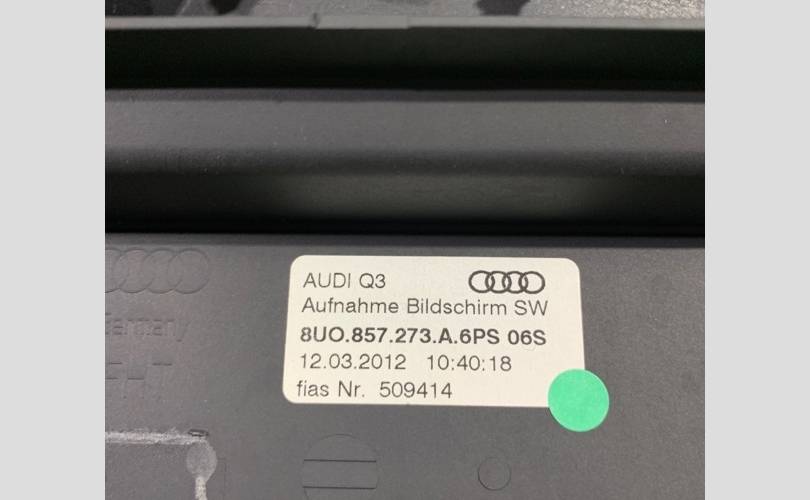 AUDI Q3
Aufnahme Bildschirm SW
8UO.857.273.A.6PS 06S
12.03.2012 10:40:18
fias Nr. 509414
Germany